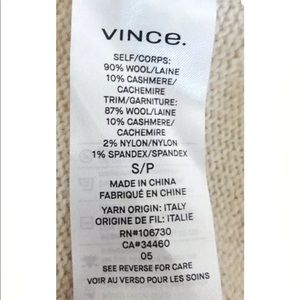 VINCE.
SELF/CORPS:
90% WOOL/LAINE
10% CASHMERE/
CACHEMIRE
TRIM/GARNITURE:
87% WOOL/LAINE
10% CASHMERE/
CACHEMIRE
2% NYLON/NYLON
1% SPANDEX/SPANDEX
S/P
MADE IN CHINA
FABRIQUÉ EN CHINE
YARN ORIGIN: ITALY
ORIGINE DE FIL: ITALIE
RN#106730
CA#34460
05
SEE REVERSE FOR CARE
VOIR AU VERSO POUR LES SOINS